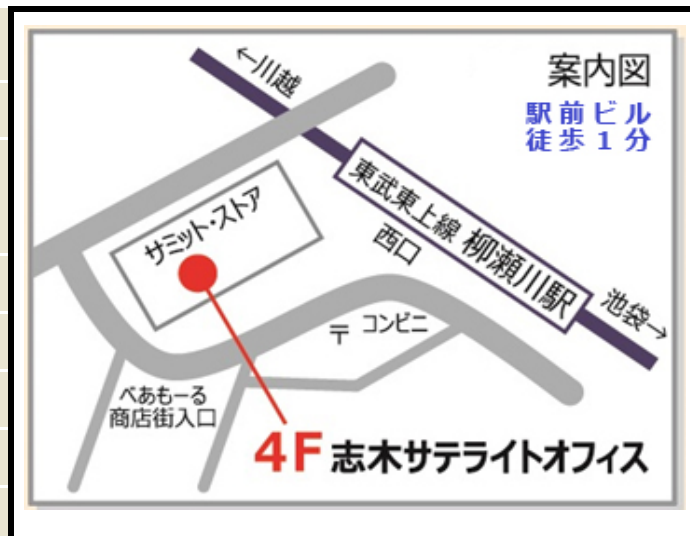 案内図
駅前ビル
徒歩1分
←川越
東武東上線 柳瀬川駅
西口
池袋→
サミット・ストア
〒 コンビニ
べあもーる
商店街入口
4F 志木サテライトオフィス